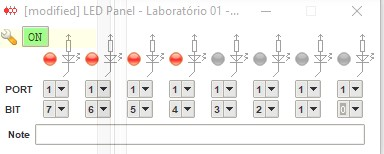 [modified] LED Panel - Laboratório 01 -...
ON
PORT 1 1 1 1 1 1 1 1
BIT 7 6 5 4 3 2 1 0
Note